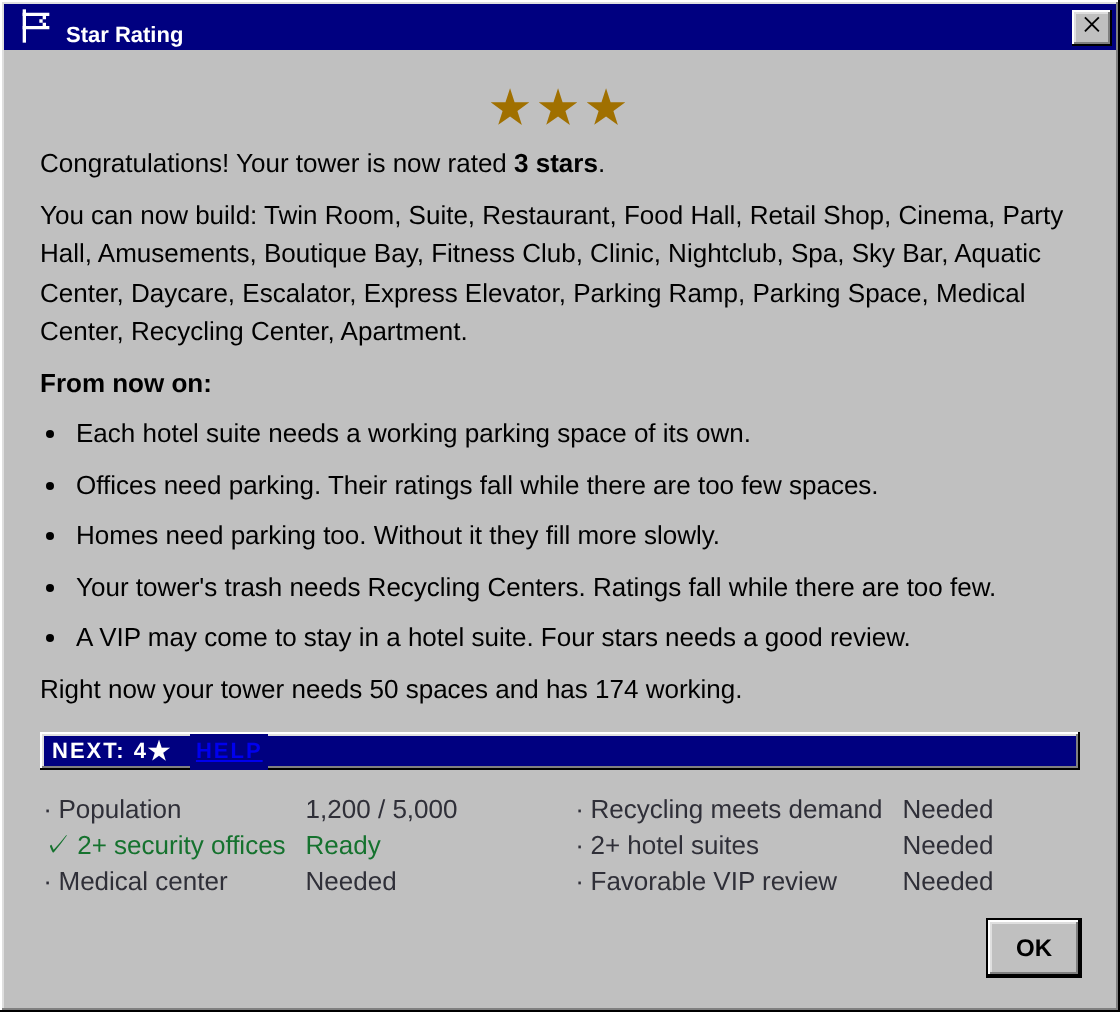 Star Rating
★★★
Congratulations! Your tower is now rated 3 stars.
You can now build: Twin Room, Suite, Restaurant, Food Hall, Retail Shop, Cinema, Party
Hall, Amusements, Boutique Bay, Fitness Club, Clinic, Nightclub, Spa, Sky Bar, Aquatic
Center, Daycare, Escalator, Express Elevator, Parking Ramp, Parking Space, Medical
Center, Recycling Center, Apartment.
From now on:
• Each hotel suite needs a working parking space of its own.
• Offices need parking. Their ratings fall while there are too few spaces.
• Homes need parking too. Without it they fill more slowly.
• Your tower's trash needs Recycling Centers. Ratings fall while there are too few.
• A VIP may come to stay in a hotel suite. Four stars needs a good review.
Right now your tower needs 50 spaces and has 174 working.
NEXT: 4★ HELP
· Population 1,200 / 5,000 · Recycling meets demand Needed
✓ 2+ security offices Ready · 2+ hotel suites Needed
· Medical center Needed · Favorable VIP review Needed
OK